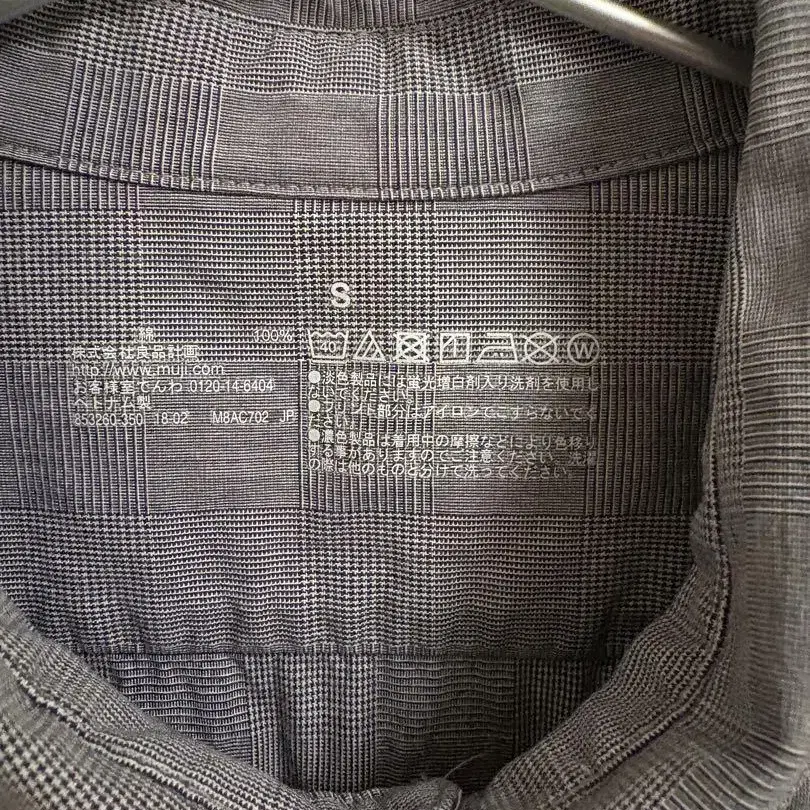 S
綿 100%
株式会社良品計画
http://www.muji.com
お客様室でんわ.0120-14-6404
ベトナム製
853260-350 18-02 M8AC702 JP
40 W
●淡色製品には蛍光増白剤入り洗剤を使用し
ないでください。
●プリント部分はアイロンでこすらないでく
ださい。
●濃色製品は着用中の摩擦などにより色移り
する事がありますのでご注意ください。洗濯
の際は他のものと分けて洗ってください。